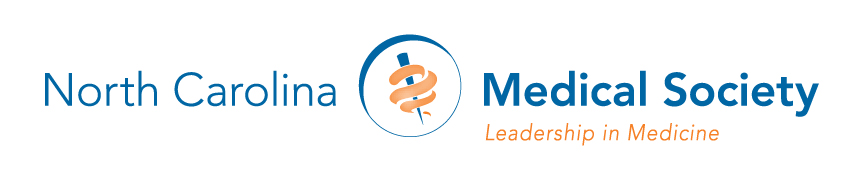 North Carolina Medical Society
Leadership in Medicine